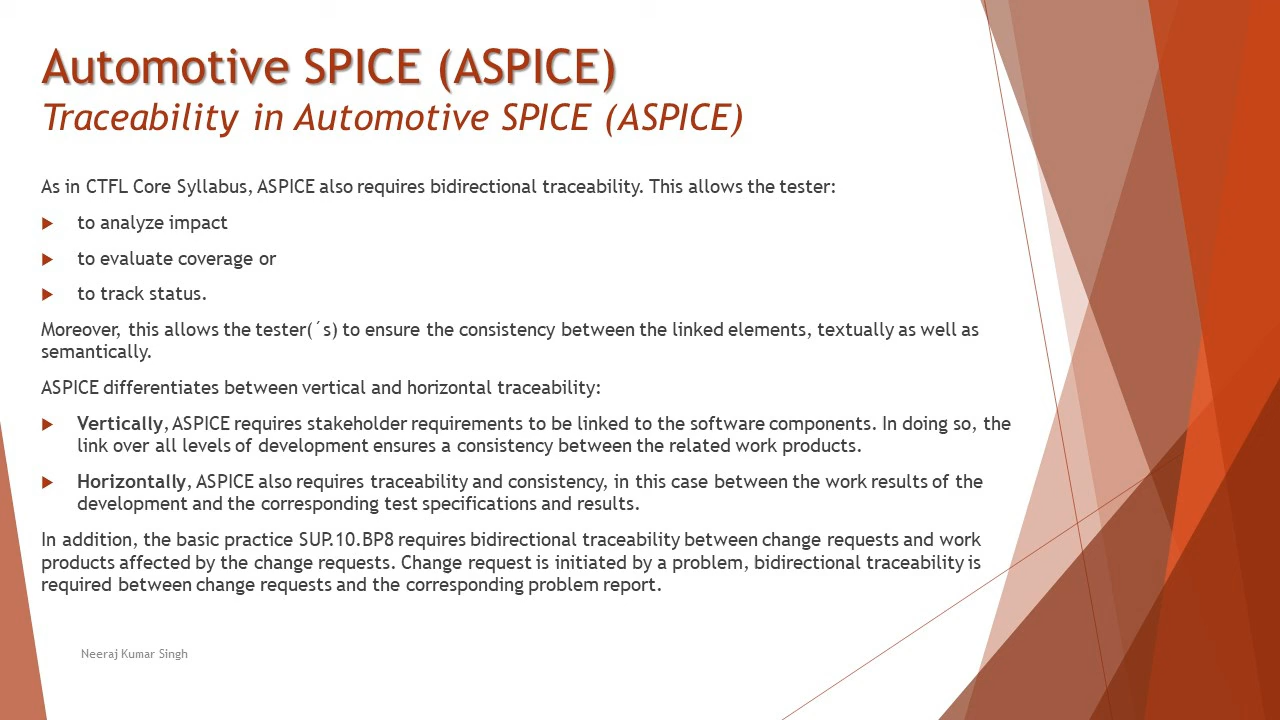 Automotive SPICE (ASPICE)
Traceability in Automotive SPICE (ASPICE)
As in CTFL Core Syllabus, ASPICE also requires bidirectional traceability. This allows the tester:
to analyze impact
to evaluate coverage or
to track status.
Moreover, this allows the tester(´s) to ensure the consistency between the linked elements, textually as well as
semantically.
ASPICE differentiates between vertical and horizontal traceability:
Vertically, ASPICE requires stakeholder requirements to be linked to the software components. In doing so, the
link over all levels of development ensures a consistency between the related work products.
Horizontally, ASPICE also requires traceability and consistency, in this case between the work results of the
development and the corresponding test specifications and results.
In addition, the basic practice SUP.10.BP8 requires bidirectional traceability between change requests and work
products affected by the change requests. Change request is initiated by a problem, bidirectional traceability is
required between change requests and the corresponding problem report.
Neeraj Kumar Singh